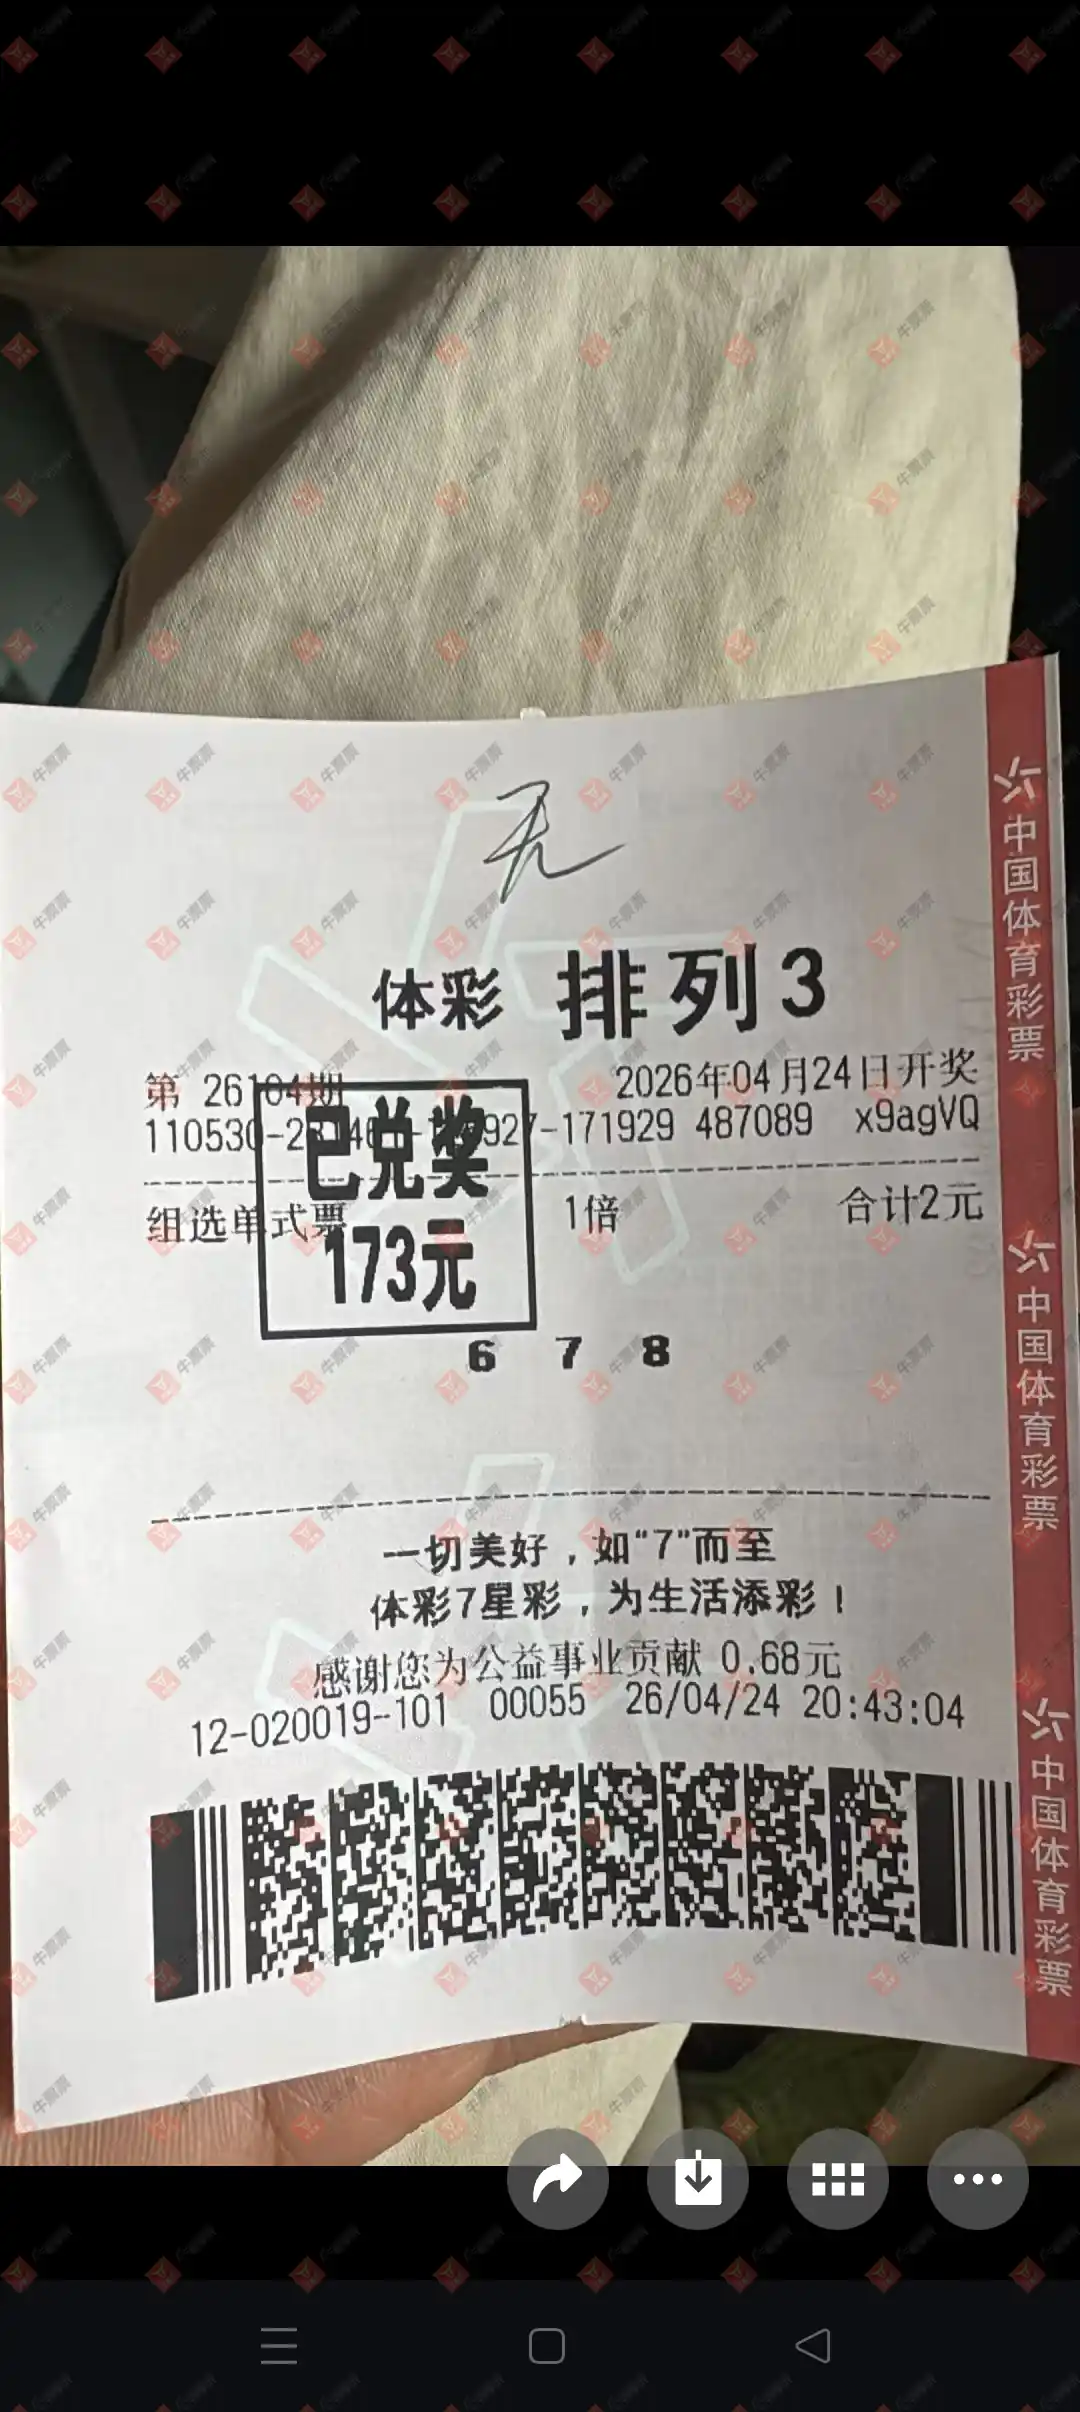 无
体彩 排列3
第 26104期 2026年04月24日开奖
-171929 487089 x9agVQ
已兑奖
组选单式票 1倍 合计2元
173元
6 7 8
一切美好，如“7”而至
体彩7星彩，为生活添彩！
感谢您为公益事业贡献 0.68元
12-020019-101 00055 26/04/24 20:43:04
中国体育彩票
中国体育彩票
中国体育彩票
牛票票